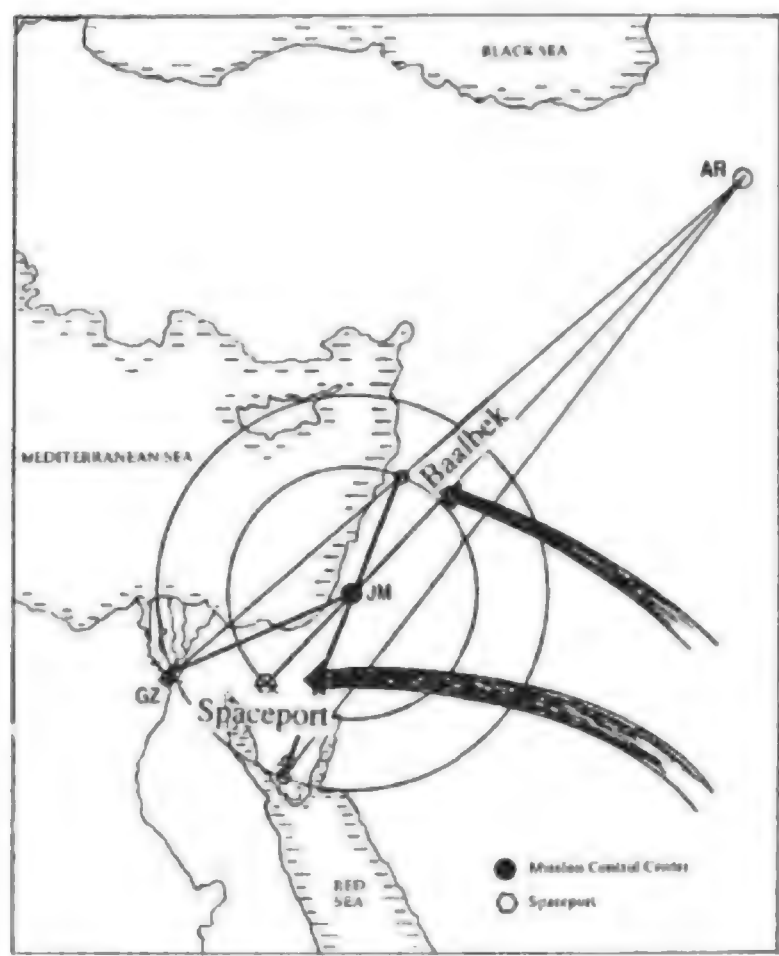 BLACK SEA
AR
Baalbek
MEDITERRANEAN SEA
JM
GZ
Spaceport
Mission Control Center
Spaceport
RED
SEA